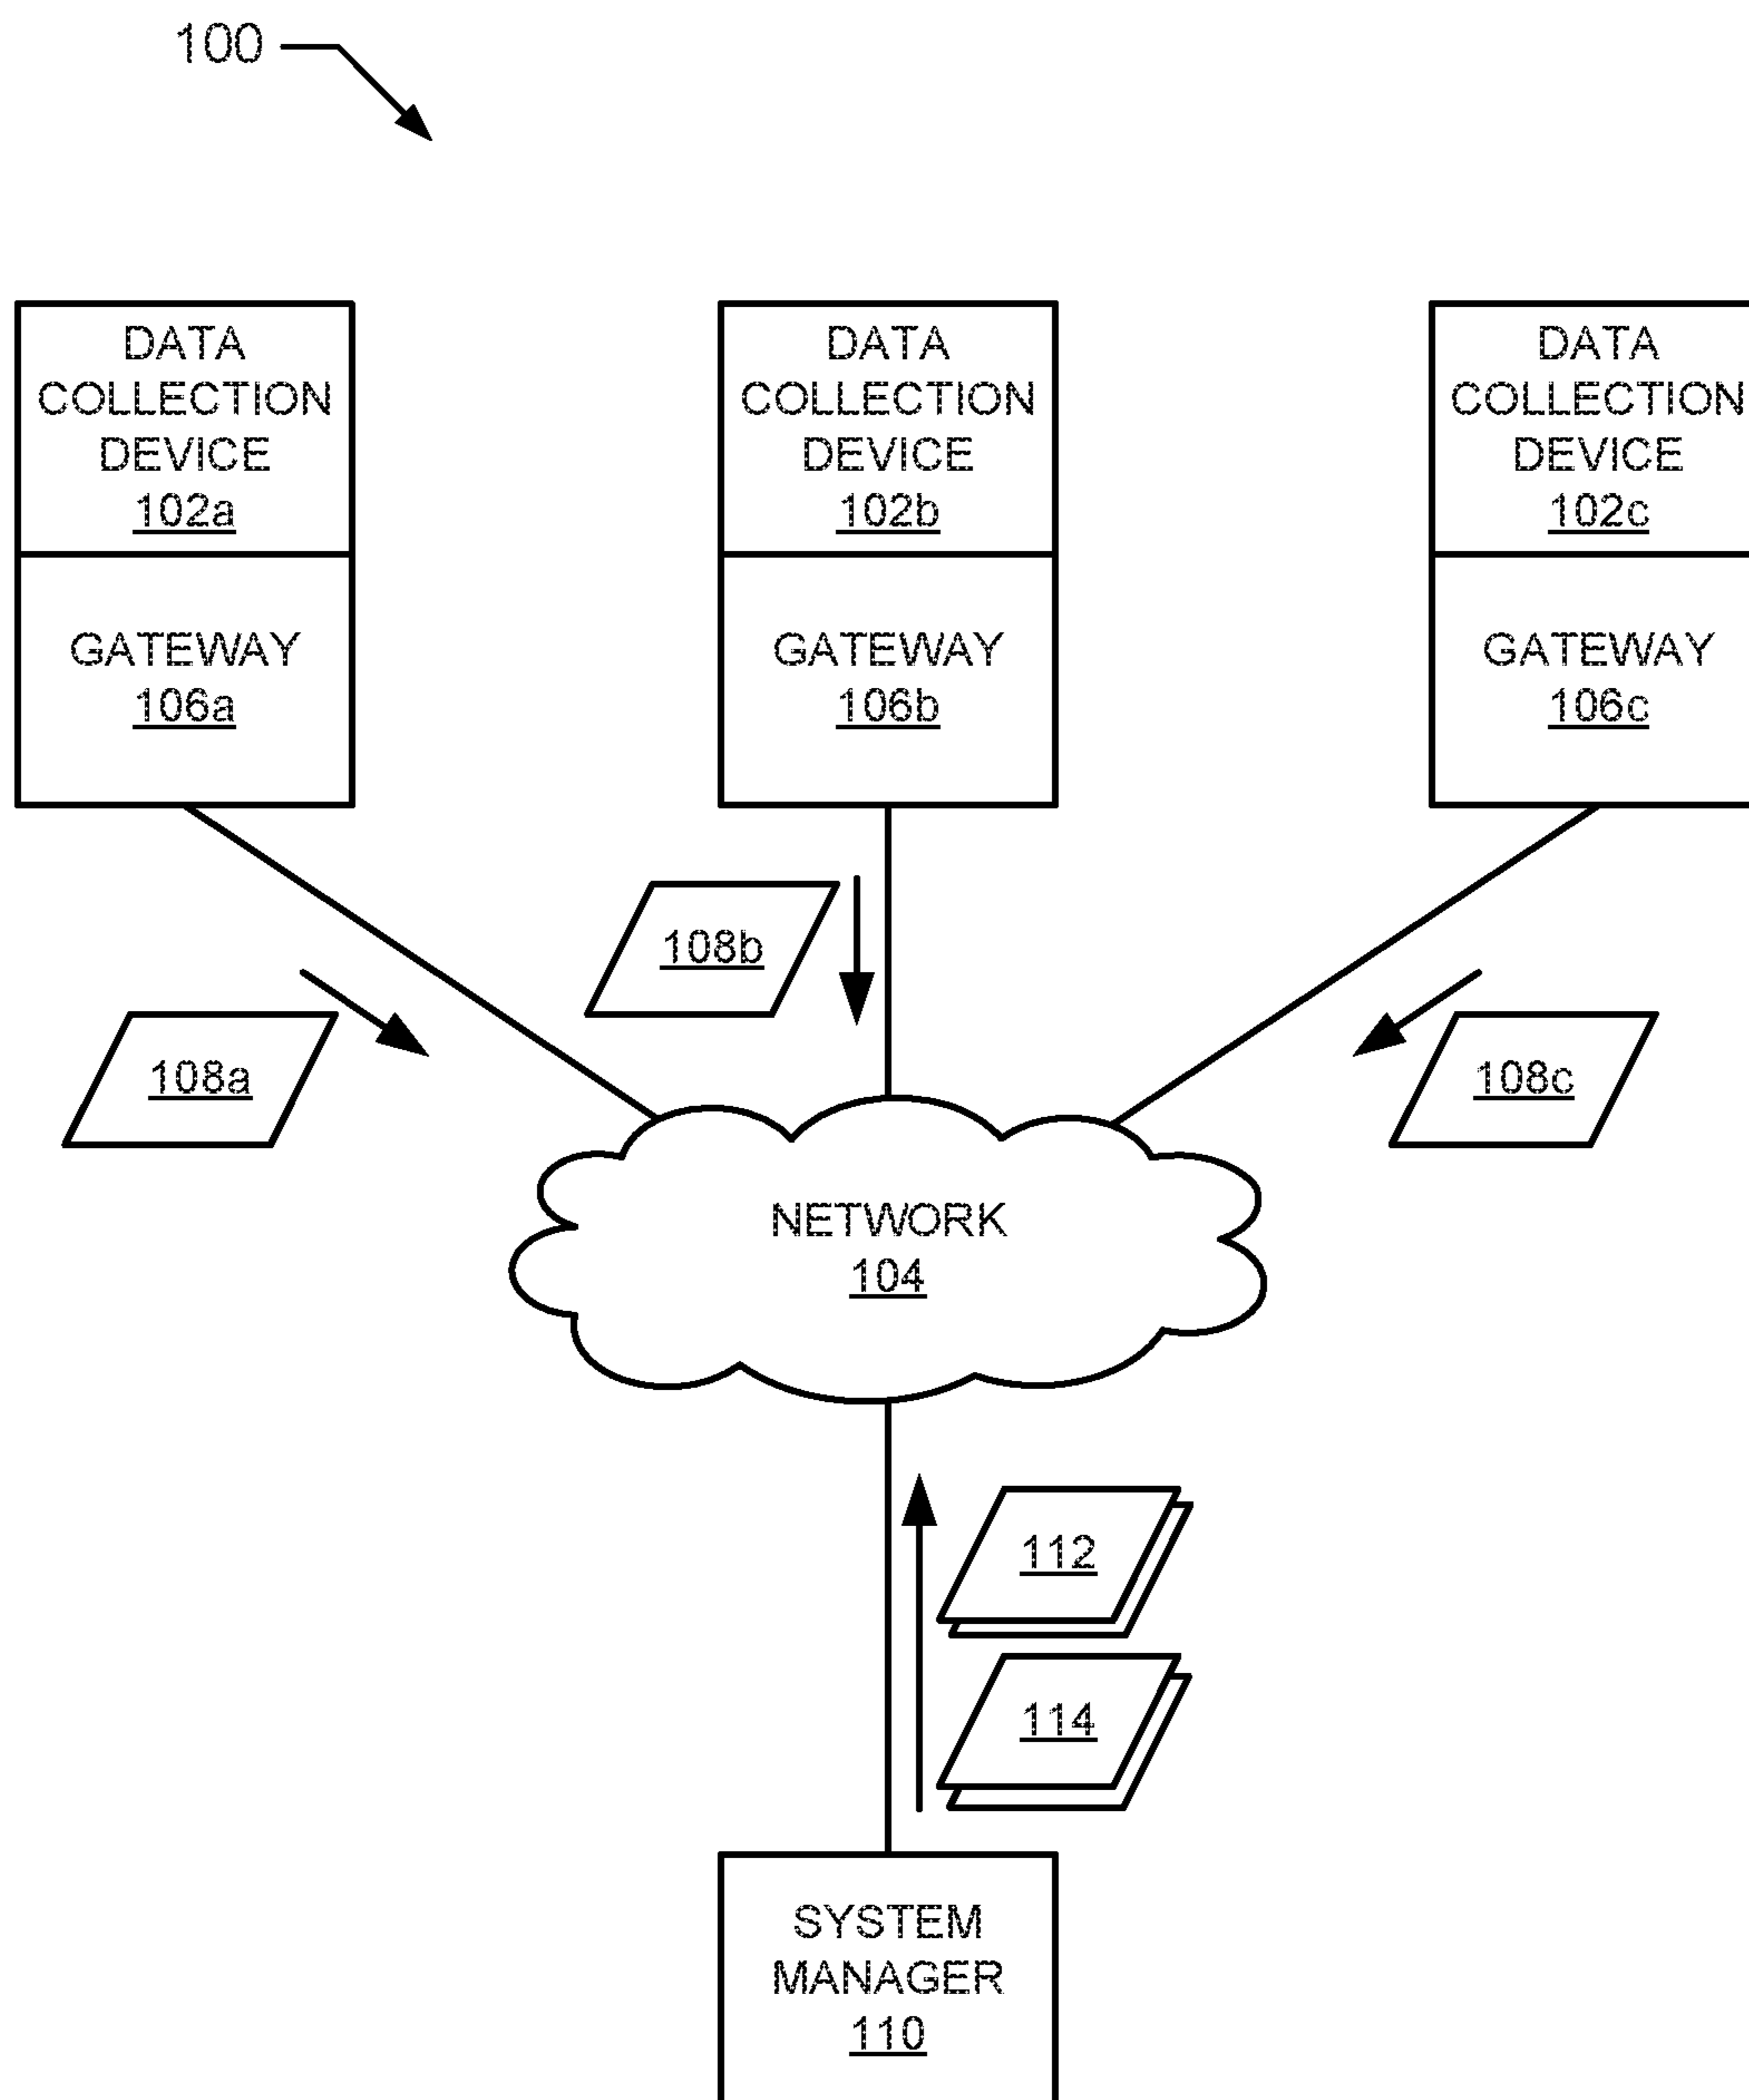 100
DATA
COLLECTION
DEVICE
102a
GATEWAY
106a
DATA
COLLECTION
DEVICE
102b
GATEWAY
106b
DATA
COLLECTION
DEVICE
102c
GATEWAY
106c
108b
108a
108c
NETWORK
104
112
114
SYSTEM
MANAGER
110